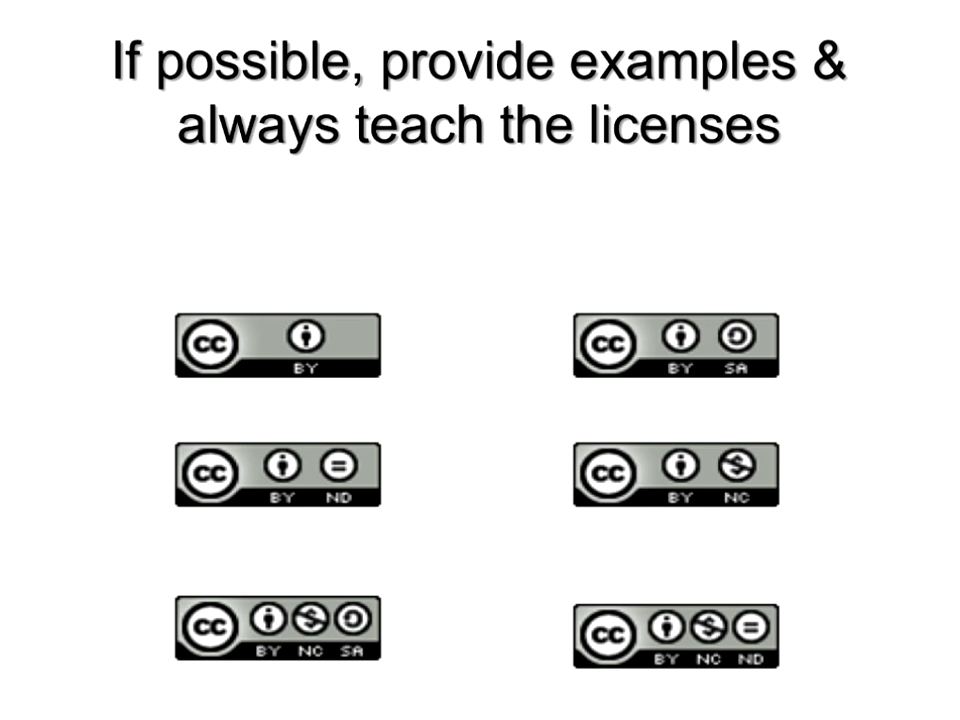 If possible, provide examples &
always teach the licenses
cc BY
cc BY SA
cc BY ND
cc BY NC
cc BY NC SA
cc BY NC ND